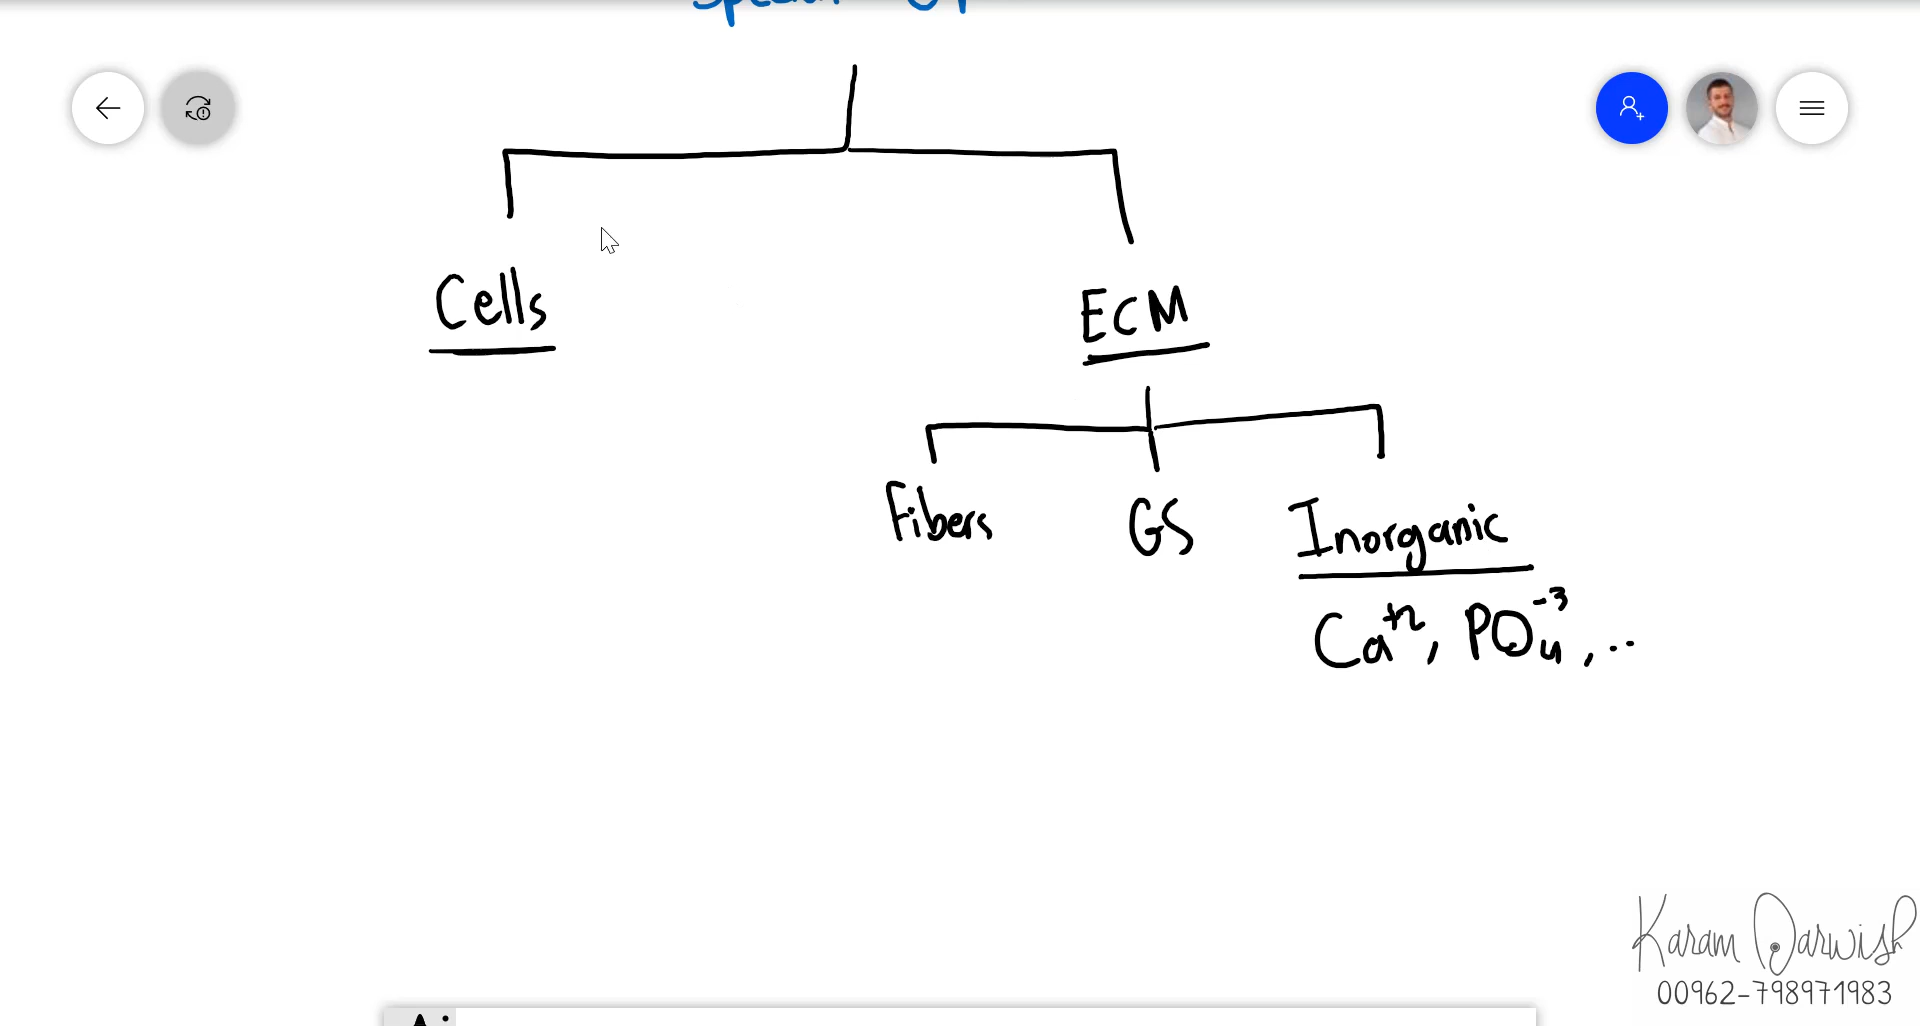 Cells
ECM
Fibers GS Inorganic
Ca⁺², PO₄⁻³, ..
Karam Darwish
00962-798971983